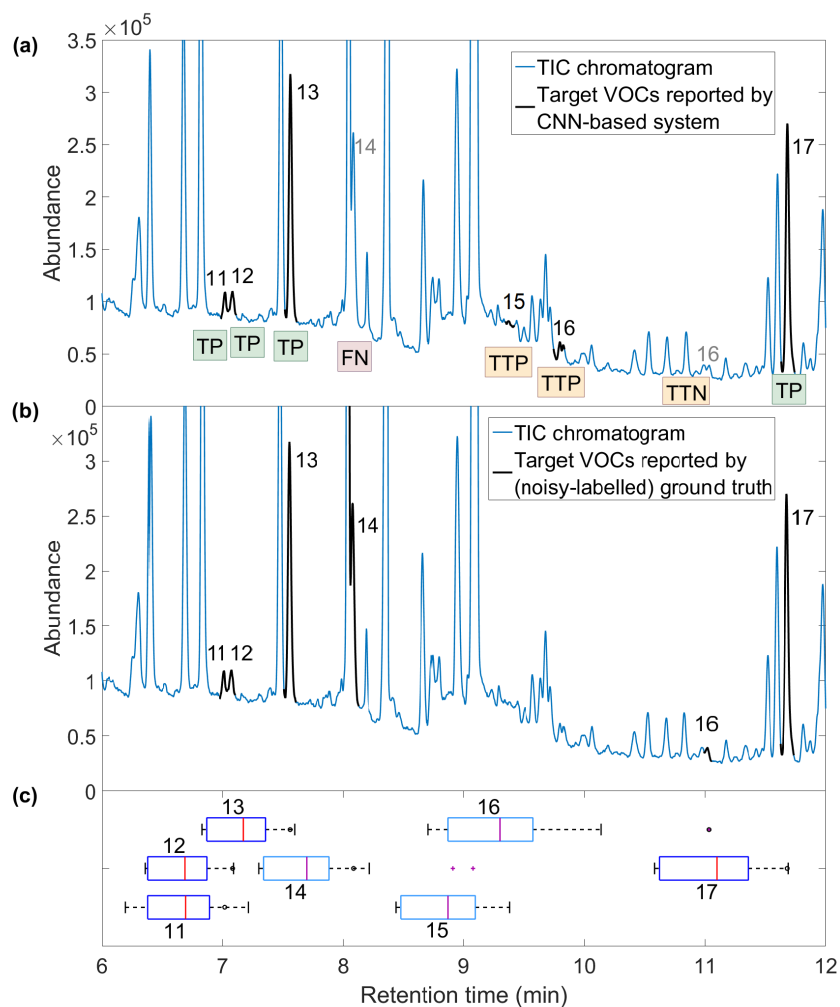 (a)
×10⁵
3.5
3
2.5
2
1.5
1
0.5
0
Abundance
TIC chromatogram
Target VOCs reported by
CNN-based system
11 12 13 14 15 16 16 17
TP TP TP FN TTP TTP TTN TP
(b)
×10⁵
3
2.5
2
1.5
1
0.5
0
Abundance
TIC chromatogram
Target VOCs reported by
(noisy-labelled) ground truth
11 12 13 14 16 17
(c)
13 16
12 14 17
11 15
6 7 8 9 10 11 12
Retention time (min)